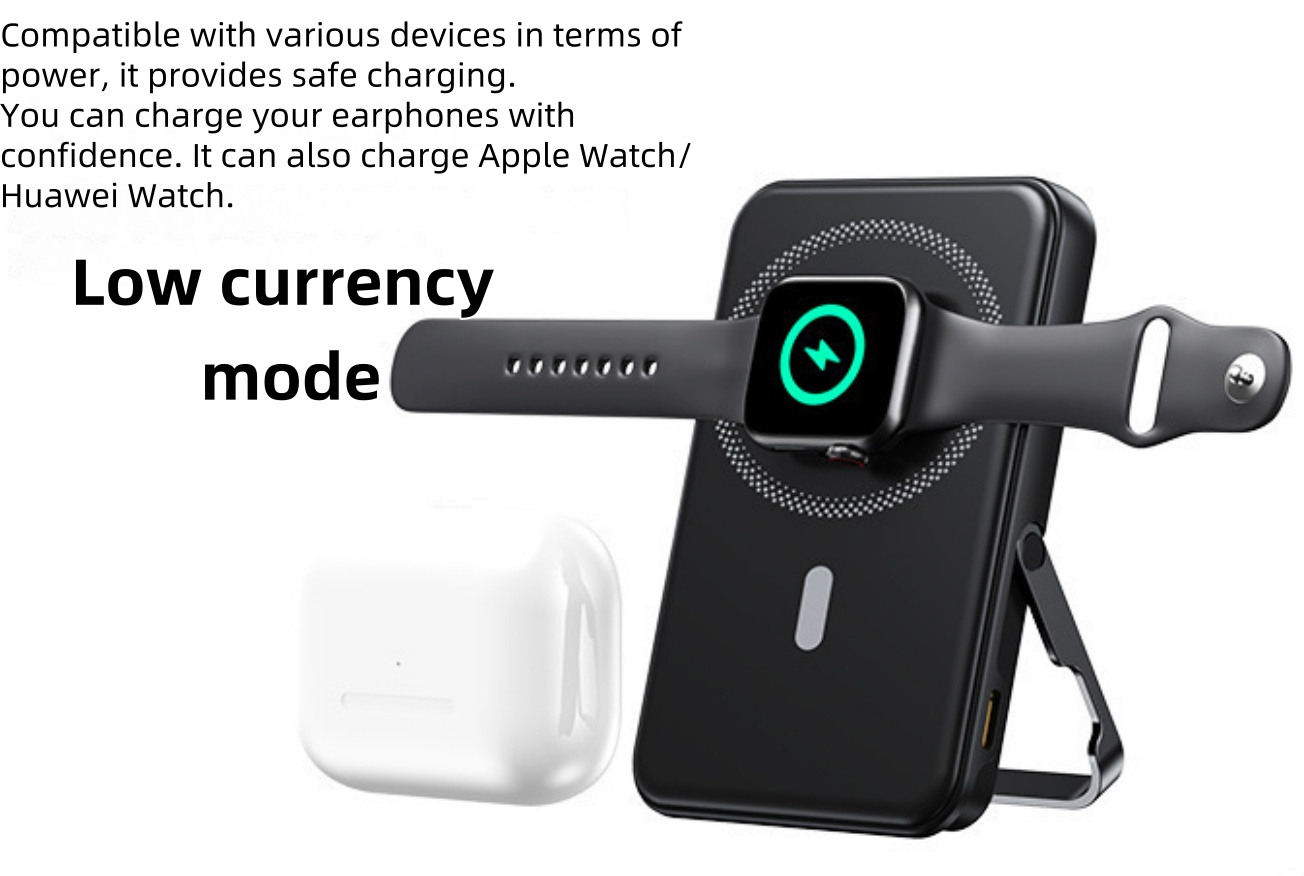 Compatible with various devices in terms of
power, it provides safe charging.
You can charge your earphones with
confidence. It can also charge Apple Watch/
Huawei Watch.
Low currency
mode